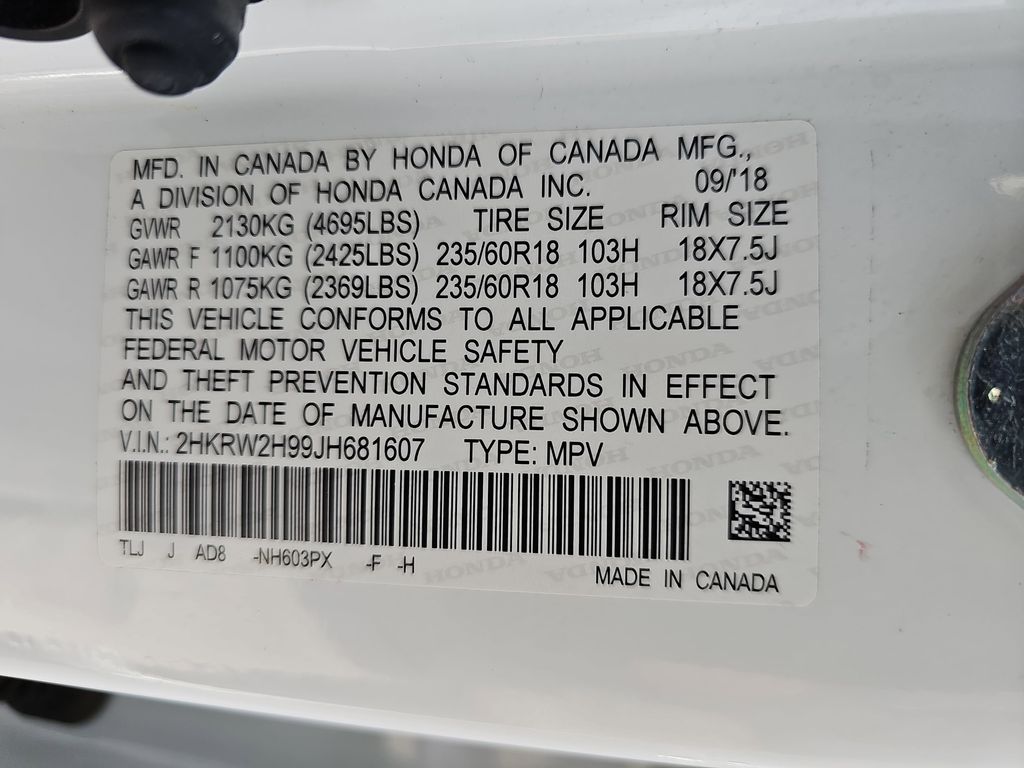 MFD. IN CANADA BY HONDA OF CANADA MFG.,
A DIVISION OF HONDA CANADA INC. 09/'18
GVWR 2130KG (4695LBS) TIRE SIZE RIM SIZE
GAWR F 1100KG (2425LBS) 235/60R18 103H 18X7.5J
GAWR R 1075KG (2369LBS) 235/60R18 103H 18X7.5J
THIS VEHICLE CONFORMS TO ALL APPLICABLE
FEDERAL MOTOR VEHICLE SAFETY
AND THEFT PREVENTION STANDARDS IN EFFECT
ON THE DATE OF MANUFACTURE SHOWN ABOVE.
V.I.N.: 2HKRW2H99JH681607 TYPE: MPV
TLJ J AD8 -NH603PX -F -H
MADE IN CANADA